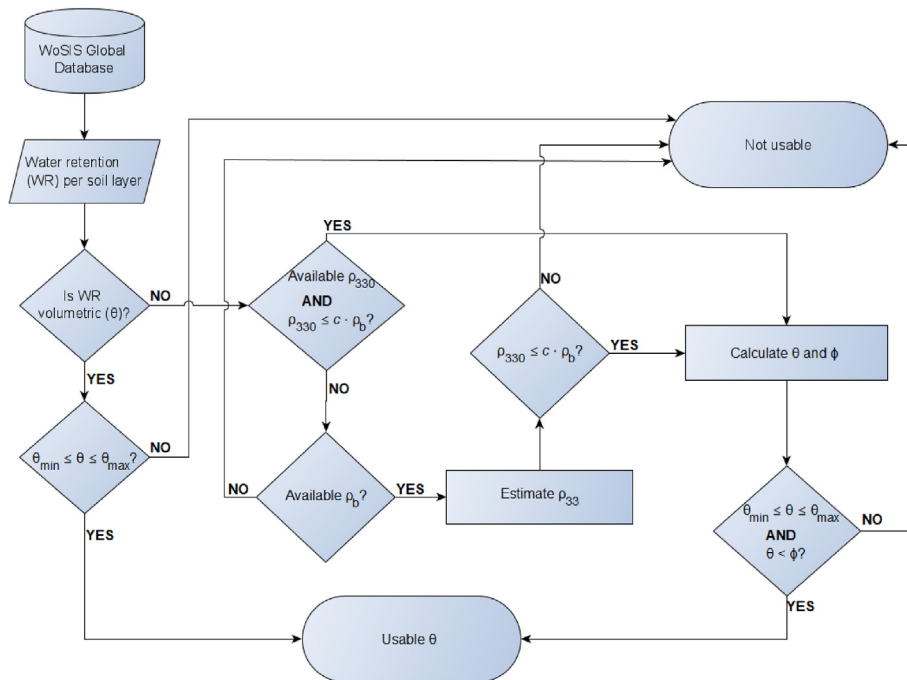 WoSIS Global
Database
Water retention
(WR) per soil layer
Not usable
YES
Is WR
volumetric (θ)?
NO
Available ρ330
AND
ρ330 ≤ c · ρb?
NO
ρ330 ≤ c · ρb?
YES
Calculate θ and ϕ
YES
NO
θmin ≤ θ ≤ θmax?
NO
NO
Available ρb?
YES
Estimate ρ33
θmin ≤ θ ≤ θmax
AND
θ < ϕ?
NO
YES
YES
Usable θ